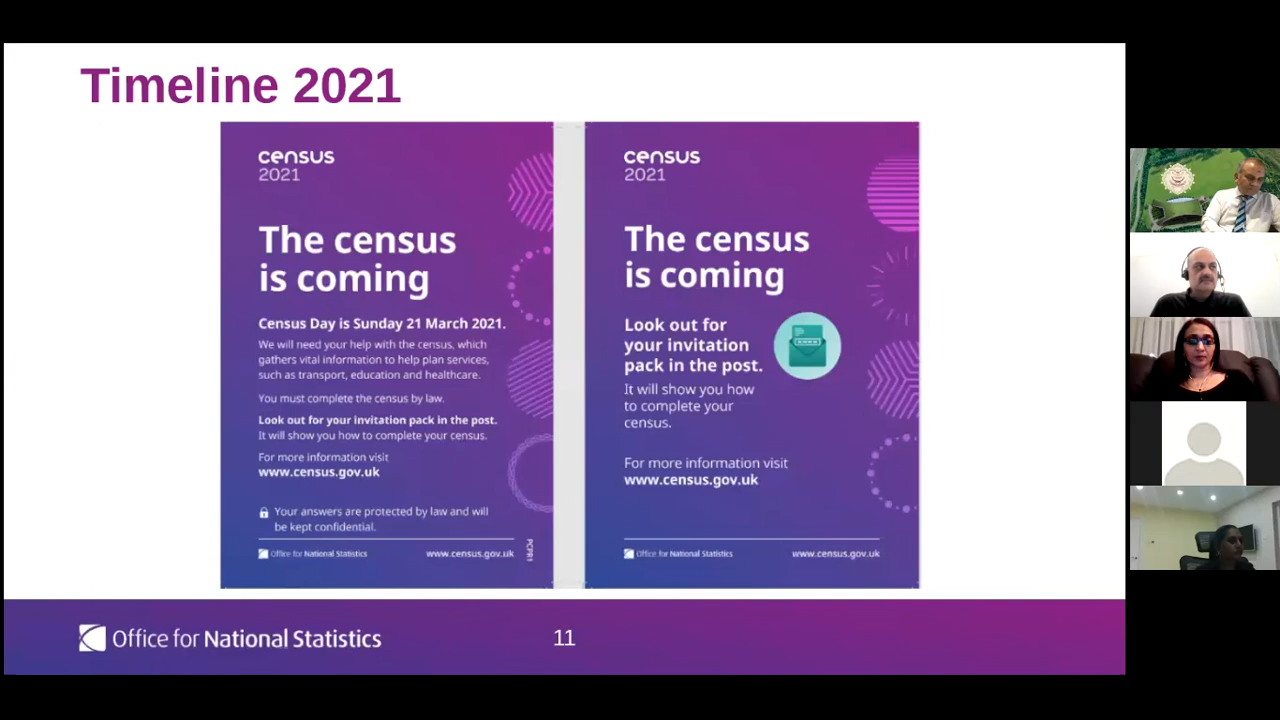 Timeline 2021
census
2021
The census
is coming
Census Day is Sunday 21 March 2021.
We will need your help with the census, which
gathers vital information to help plan services,
such as transport, education and healthcare.
You must complete the census by law.
Look out for your invitation pack in the post.
It will show you how to complete your census.
For more information visit
www.census.gov.uk
Your answers are protected by law and will
be kept confidential.
Office for National Statistics
www.census.gov.uk
PCPR1
census
2021
The census
is coming
Look out for
your invitation
pack in the post.
It will show you how
to complete your
census.
For more information visit
www.census.gov.uk
Office for National Statistics
www.census.gov.uk
Office for National Statistics
11